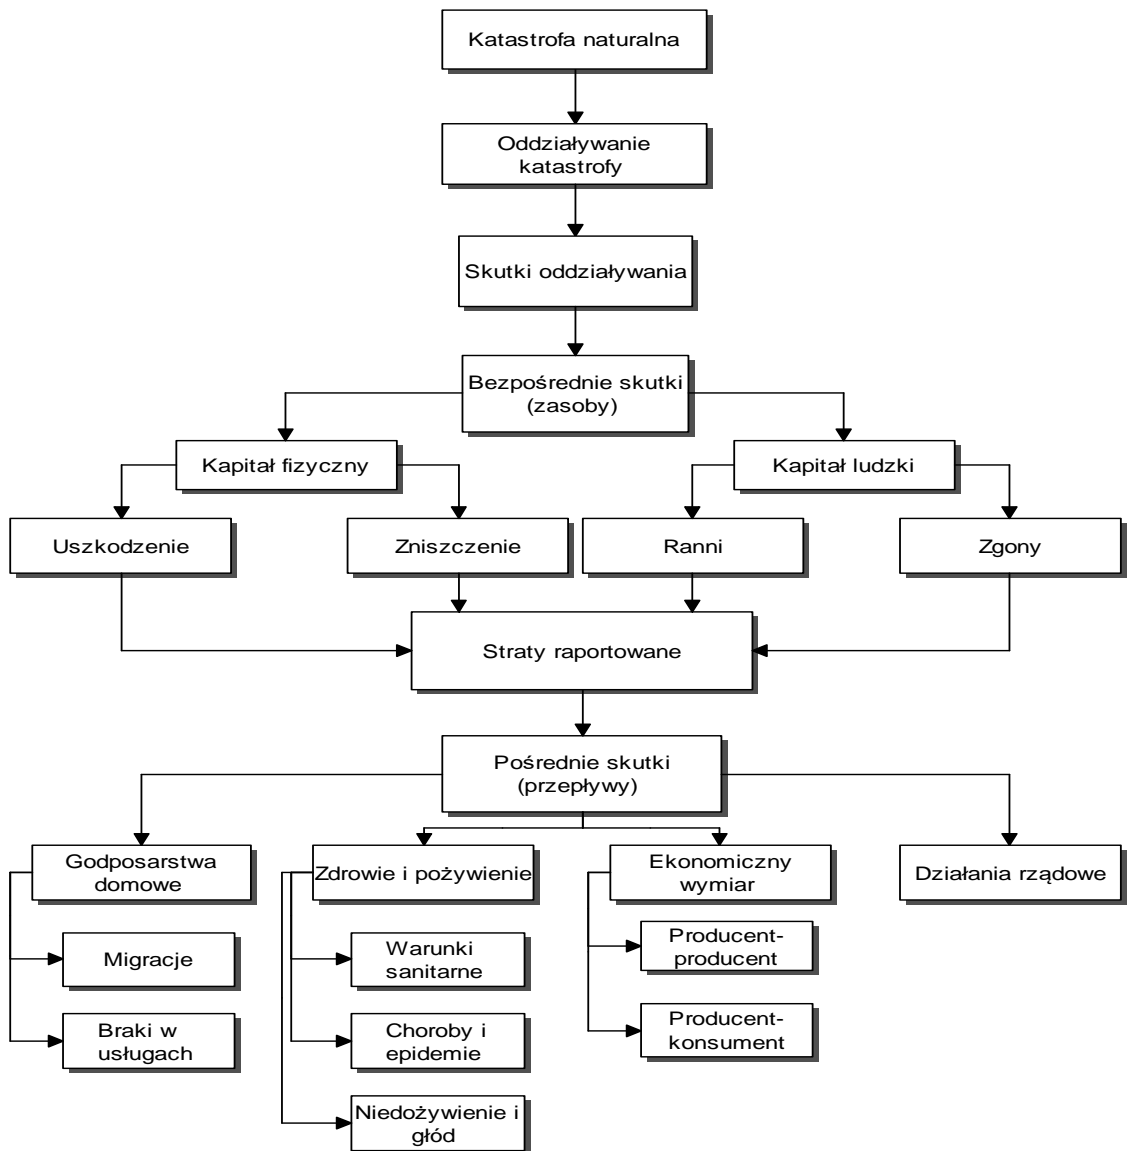 Katastrofa naturalna
Oddziaływanie
katastrofy
Skutki oddziaływania
Bezpośrednie skutki
(zasoby)
Kapitał fizyczny
Kapitał ludzki
Uszkodzenie
Zniszczenie
Ranni
Zgony
Straty raportowane
Pośrednie skutki
(przepływy)
Godposarstwa
domowe
Zdrowie i pożywienie
Ekonomiczny
wymiar
Działania rządowe
Migracje
Warunki
sanitarne
Producent-
producent
Braki w
usługach
Choroby i
epidemie
Producent-
konsument
Niedożywienie i
głód